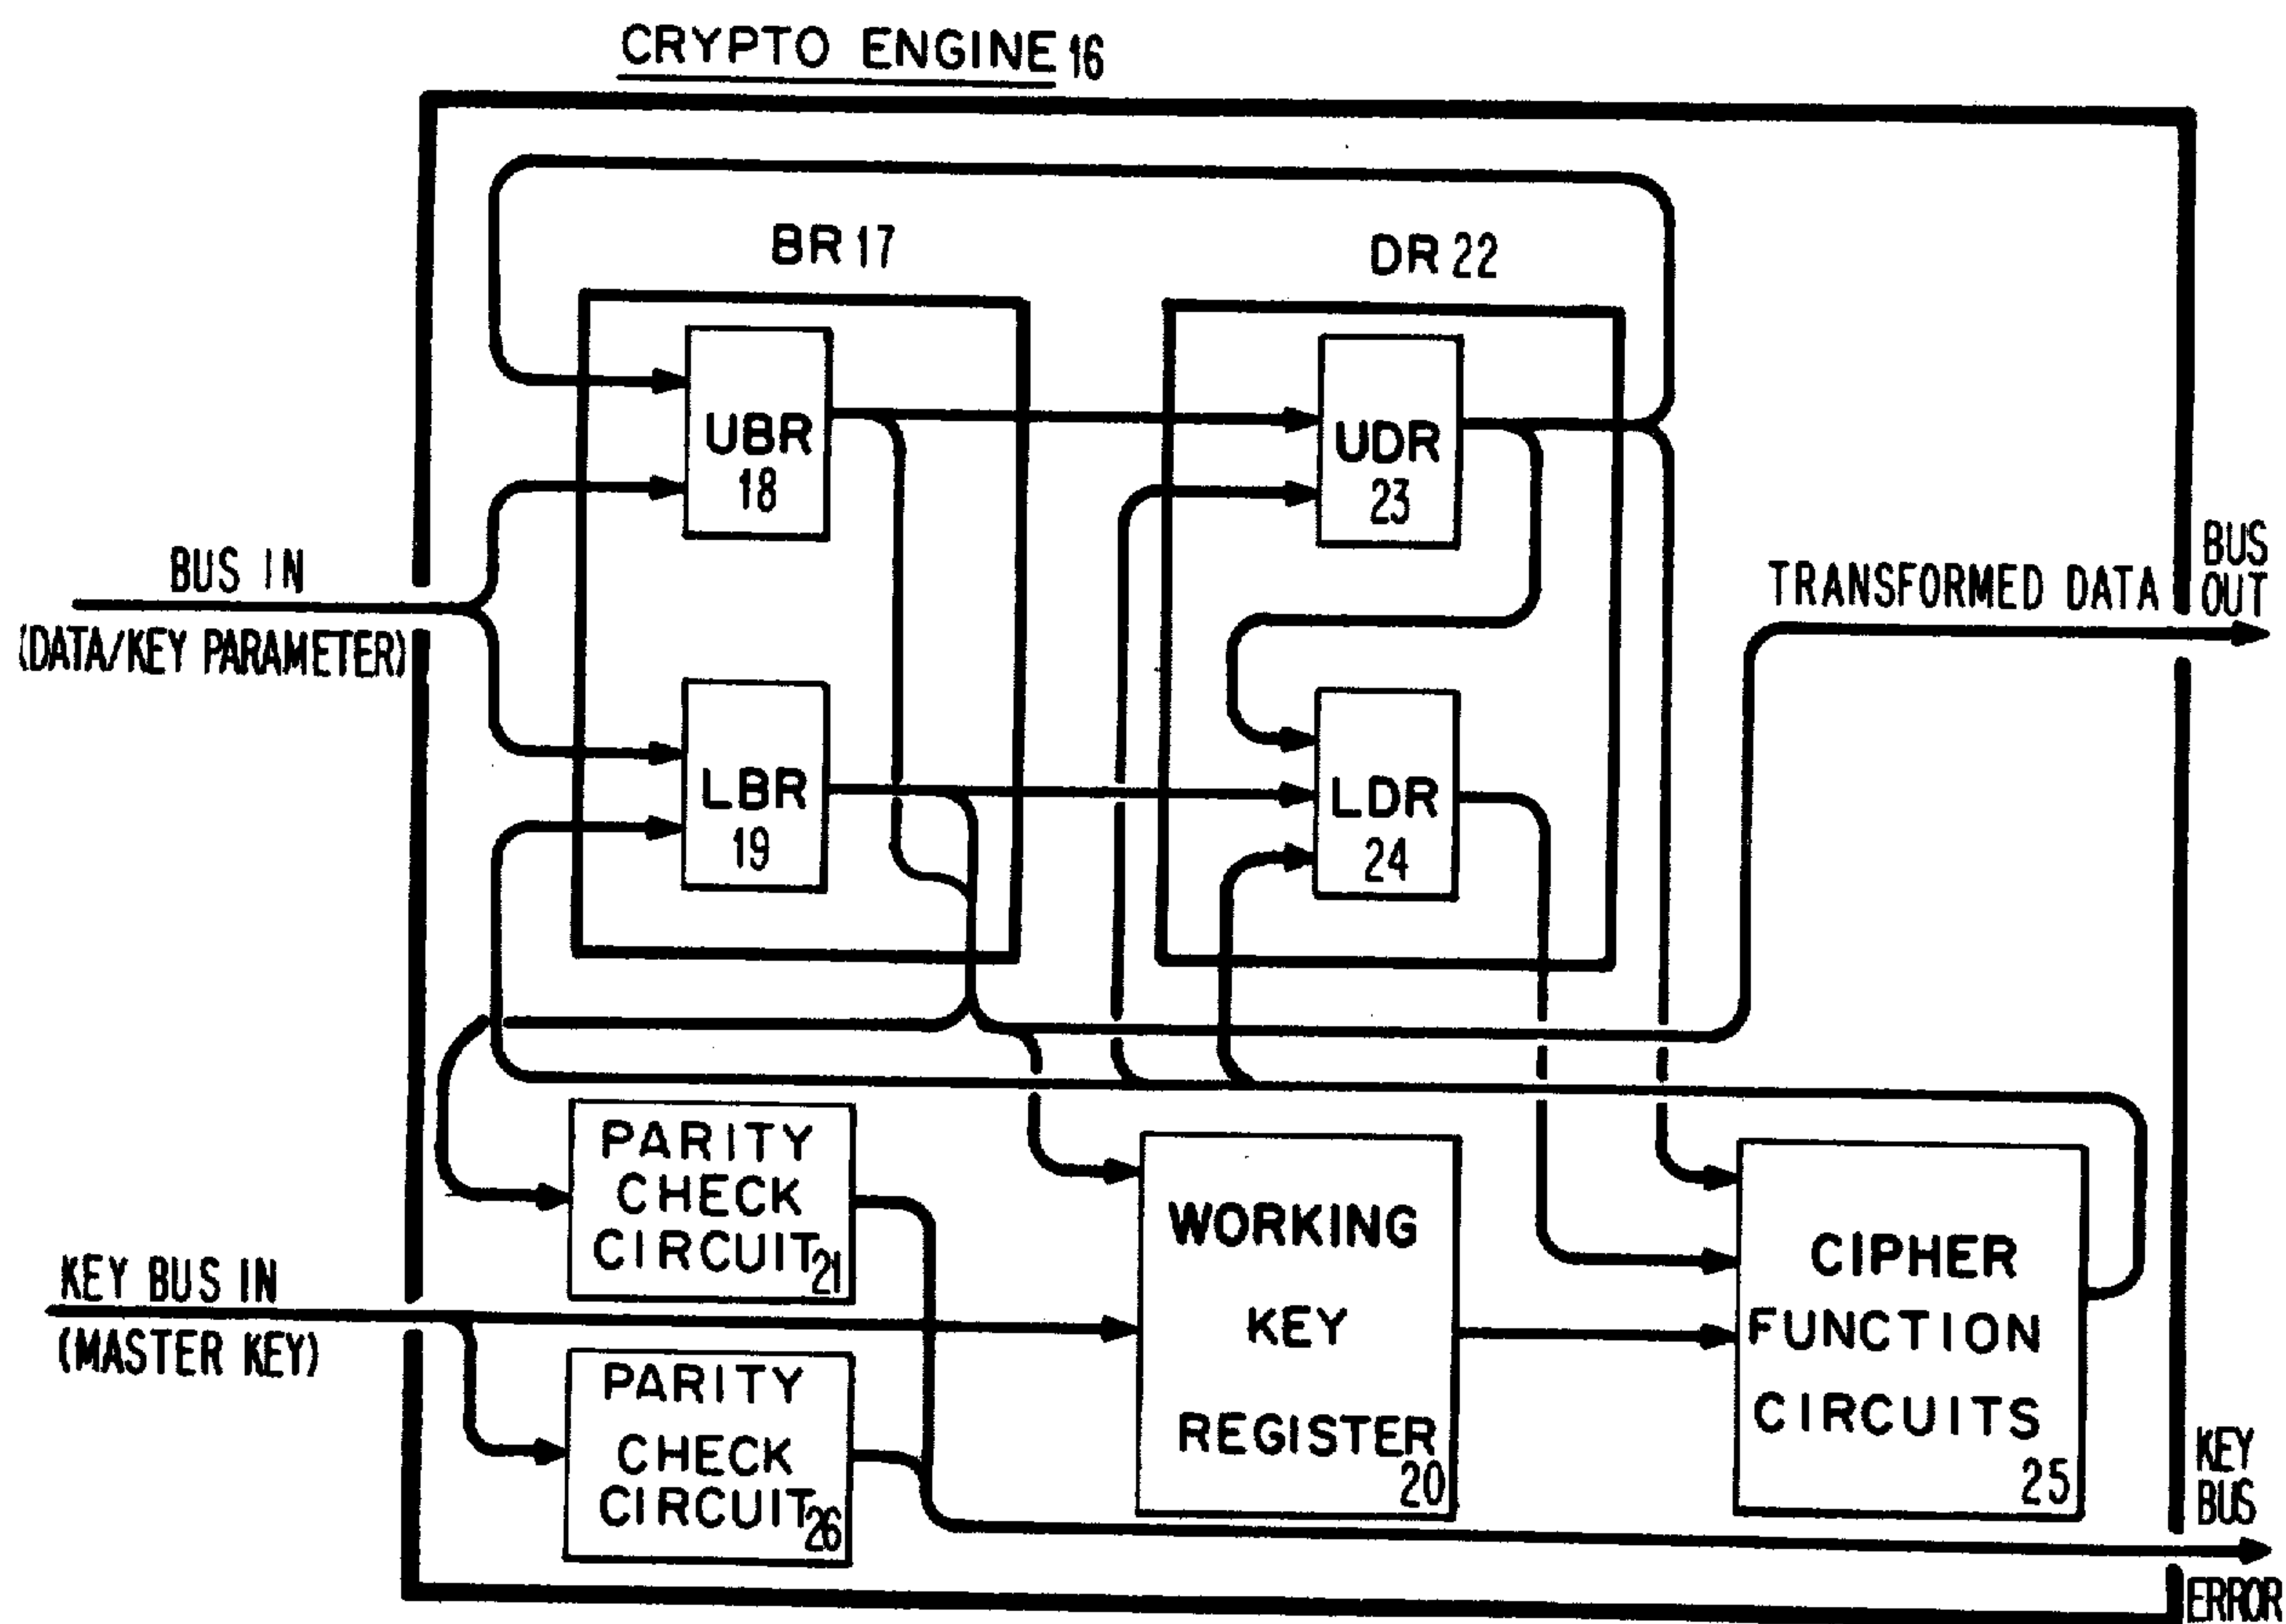 CRYPTO ENGINE 16
BR 17
DR 22
UBR
18
UDR
23
BUS IN
(DATA/KEY PARAMETER)
TRANSFORMED DATA
BUS
OUT
LBR
19
LDR
24
PARITY
CHECK
CIRCUIT 21
KEY BUS IN
(MASTER KEY)
PARITY
CHECK
CIRCUIT 26
WORKING
KEY
REGISTER
20
CIPHER
FUNCTION
CIRCUITS
25
KEY
BUS
ERROR